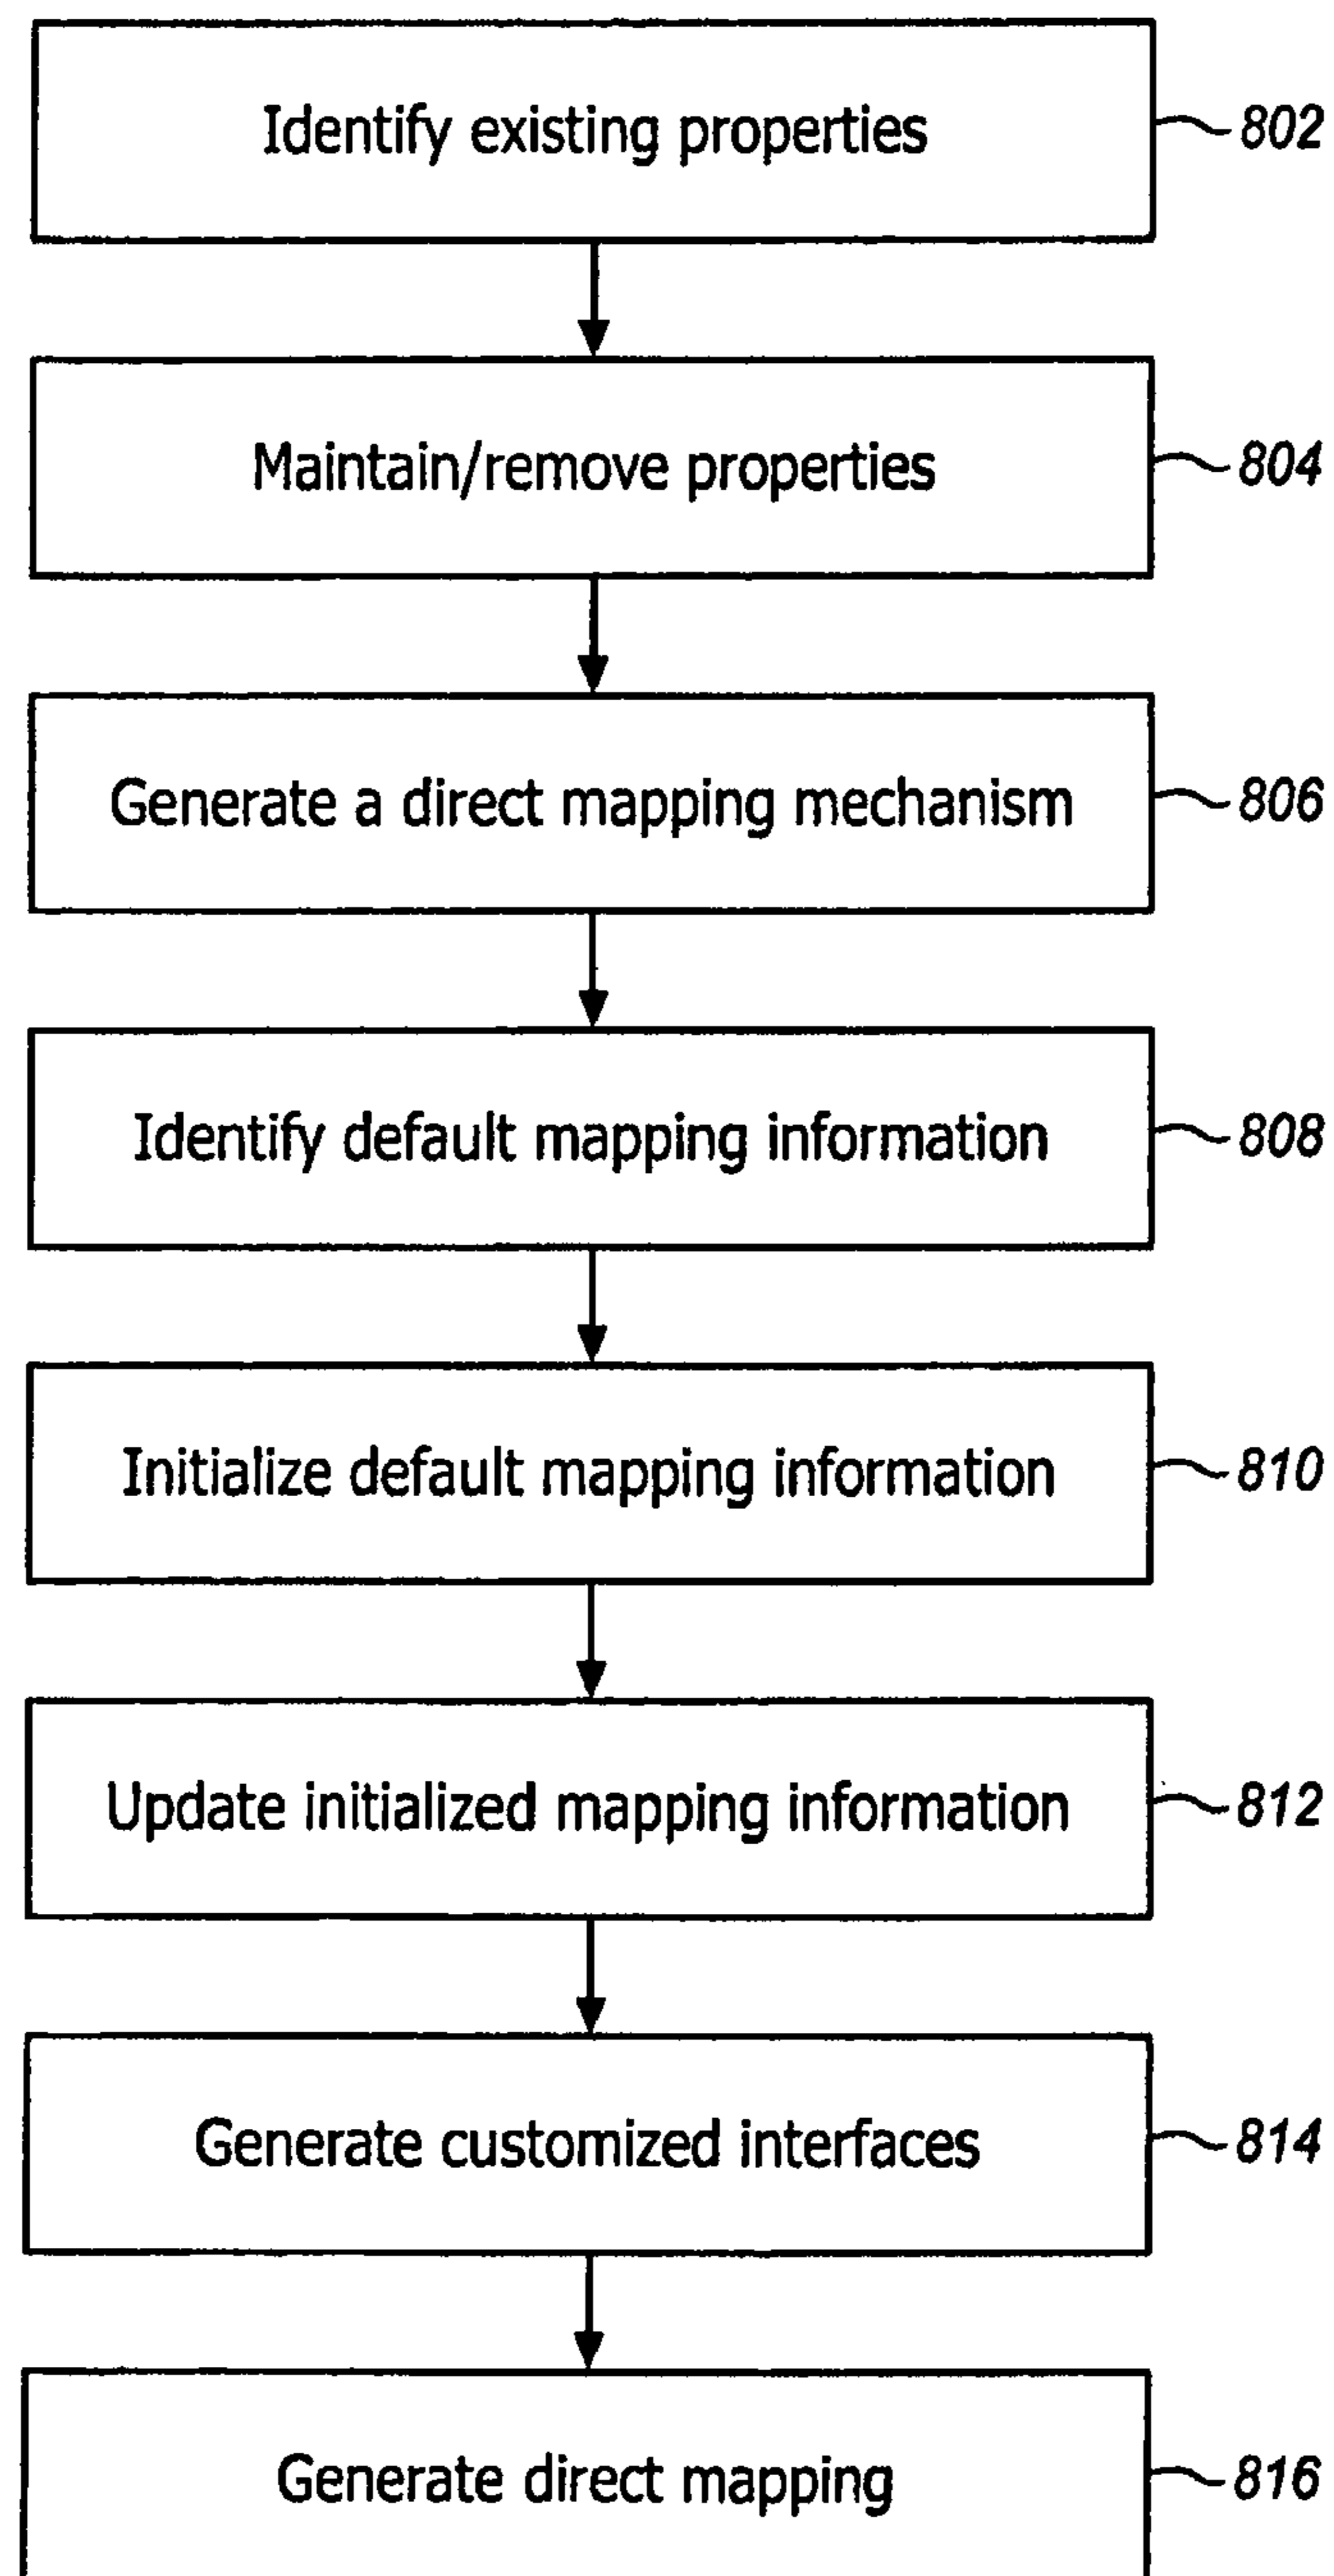 Identify existing properties 802
Maintain/remove properties 804
Generate a direct mapping mechanism 806
Identify default mapping information 808
Initialize default mapping information 810
Update initialized mapping information 812
Generate customized interfaces 814
Generate direct mapping 816